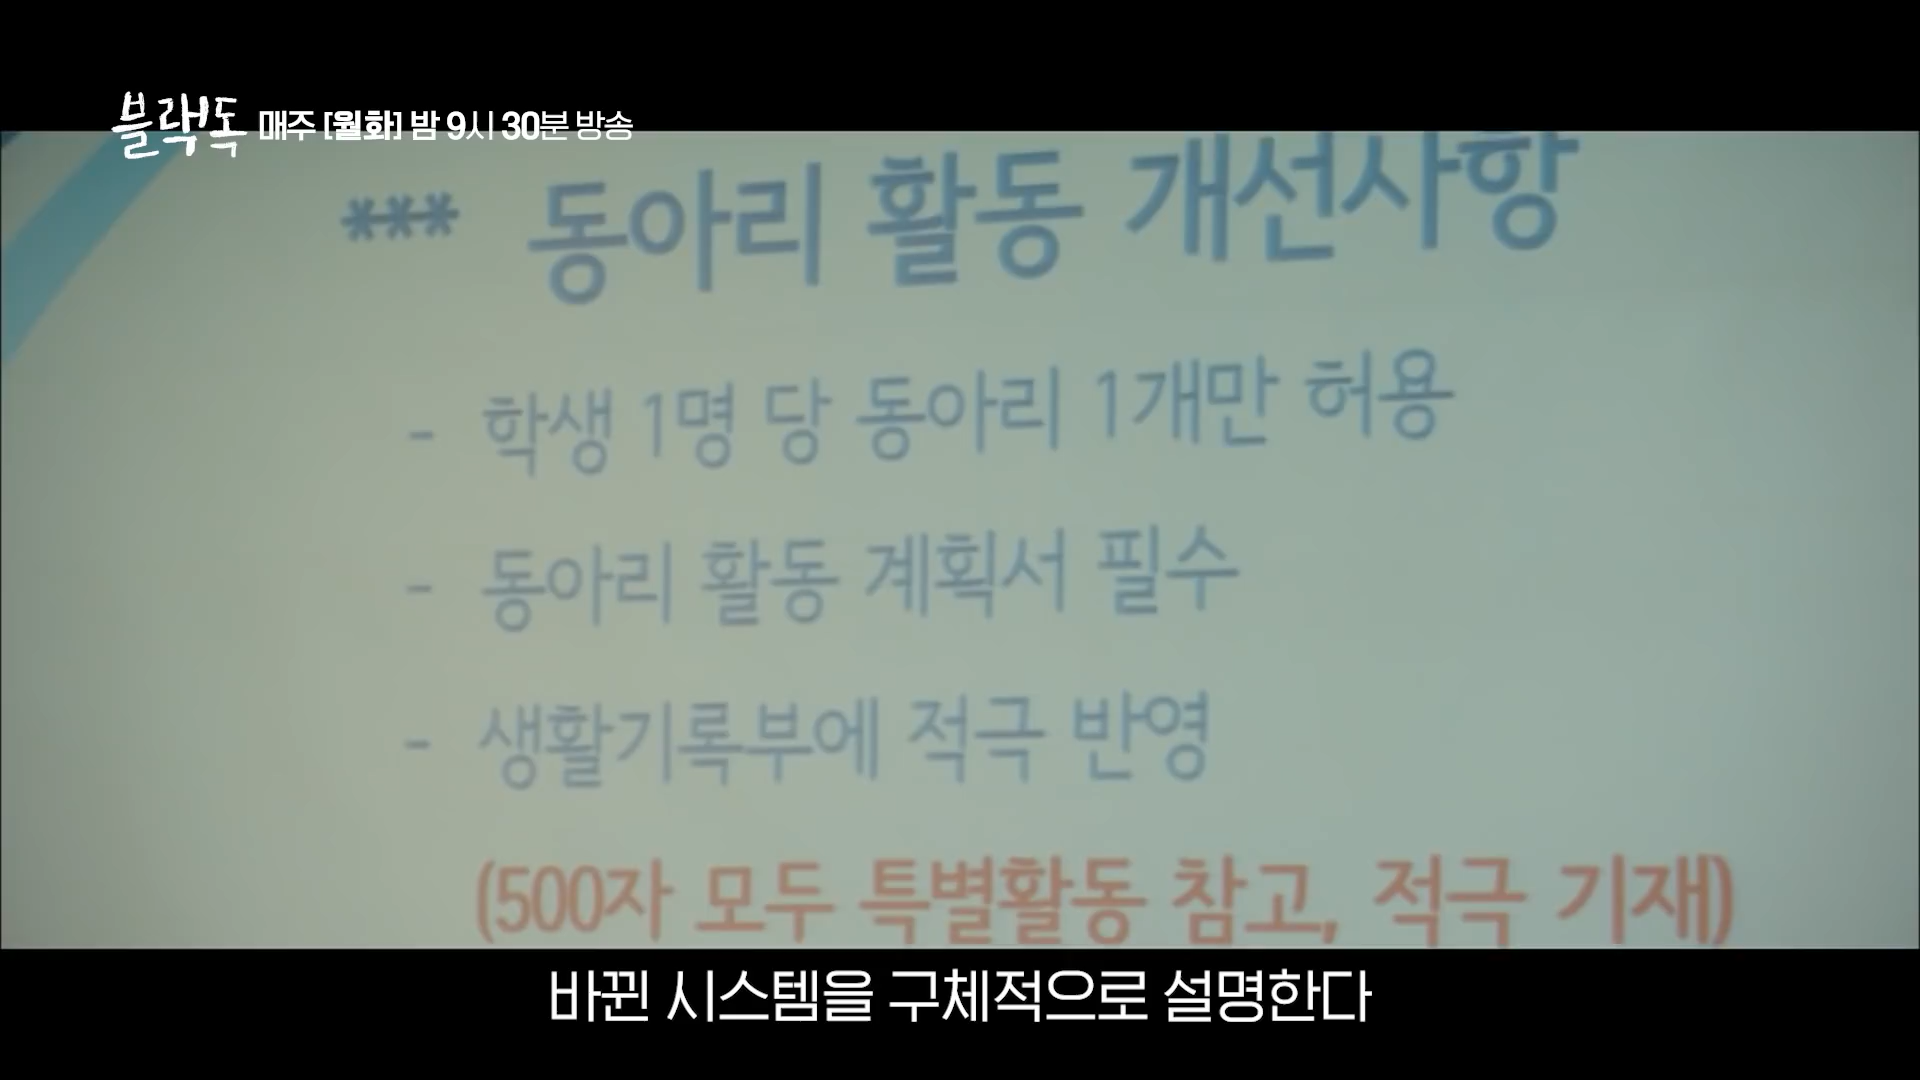 블랙독 매주 [월화] 밤 9시 30분 방송
*** 동아리 활동 개선사항
- 학생 1명 당 동아리 1개만 허용
- 동아리 활동 계획서 필수
- 생활기록부에 적극 반영
(500자 모두 특별활동 참고, 적극 기재)
바뀐 시스템을 구체적으로 설명한다